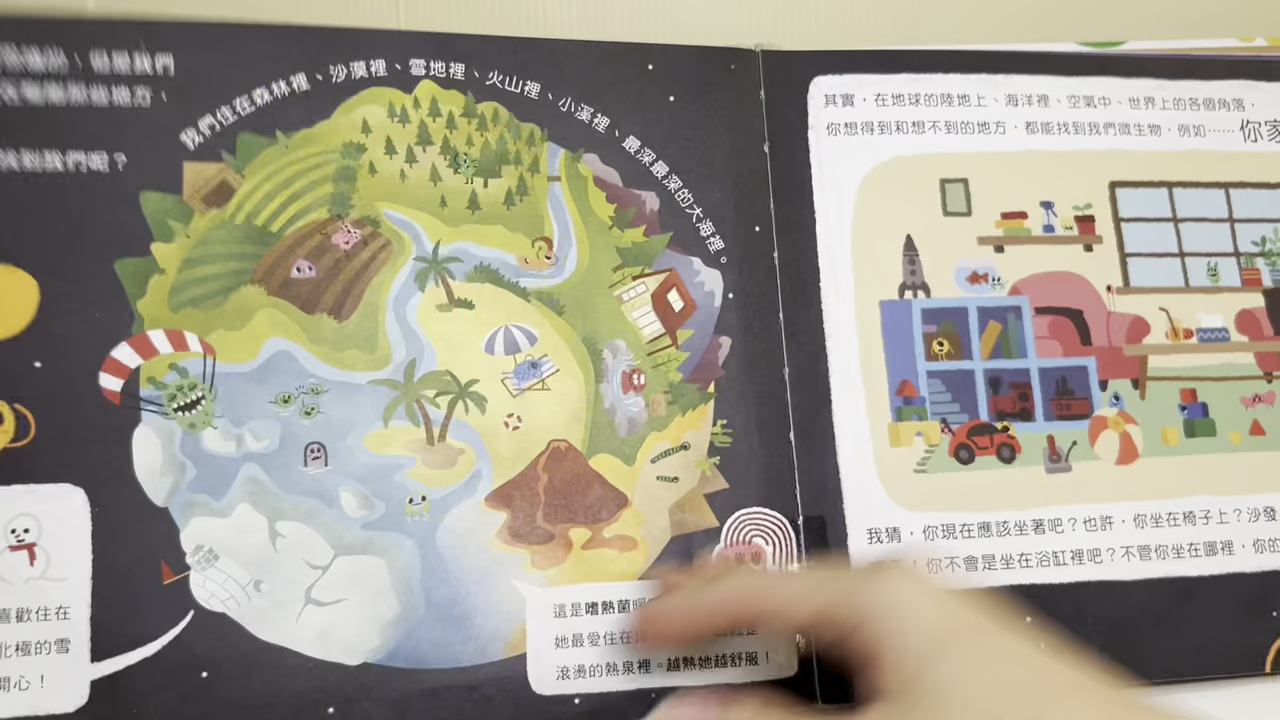 我們住在森林裡、沙漠裡、雪地裡、火山裡、小溪裡、最深最深的大海裡。
喜歡住在
北極的雪
開心！
這是嗜熱菌
她最愛住在
滾燙的熱泉裡。越熱她越舒服！
其實，在地球的陸地上、海洋裡、空氣中、世界上的各個角落，
你想得到和想不到的地方，都能找到我們微生物，例如……你家
我猜，你現在應該坐著吧？也許，你坐在椅子上？沙發
！你不會是坐在浴缸裡吧？不管你坐在哪裡，你的